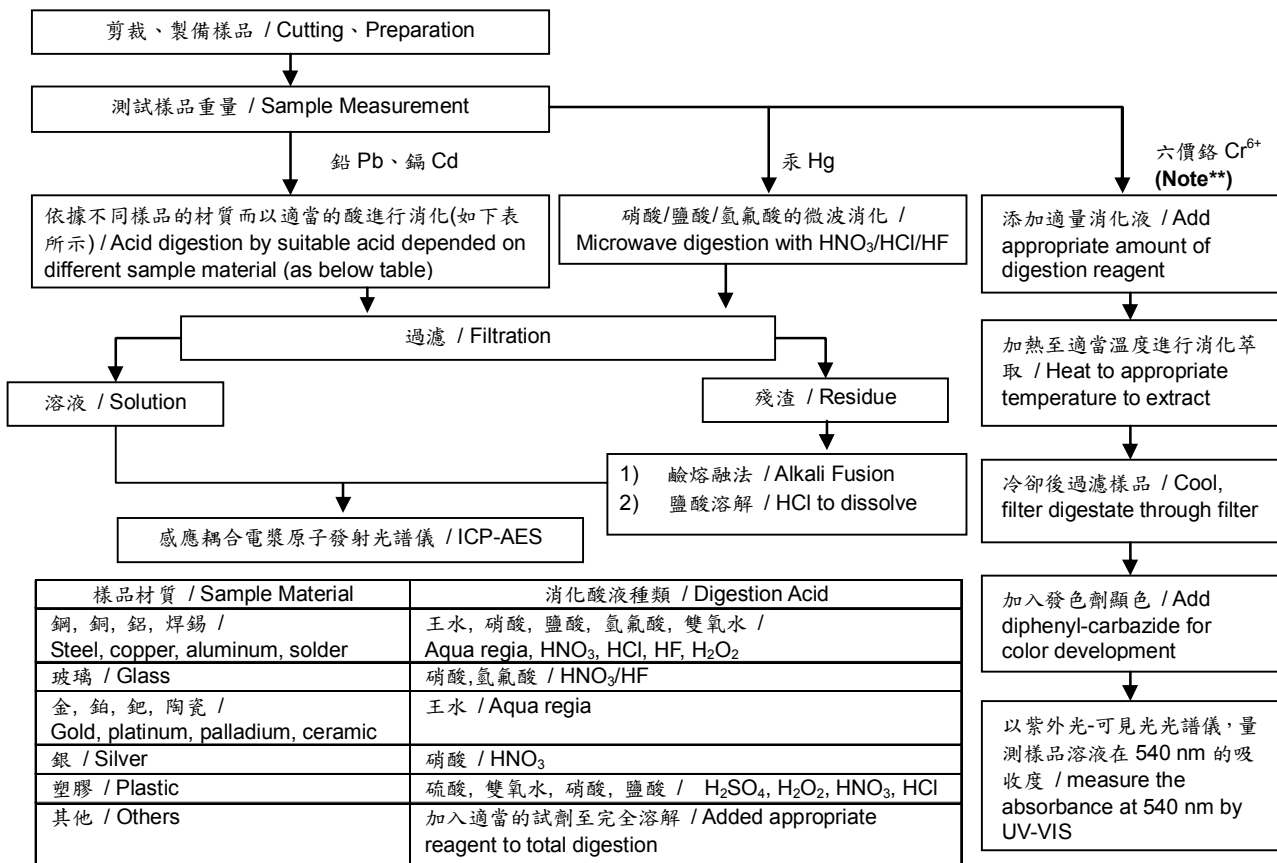 剪裁、製備樣品 / Cutting、Preparation
測試樣品重量 / Sample Measurement
鉛 Pb、鎘 Cd
汞 Hg
六價鉻 Cr⁶⁺
(Note**)
依據不同樣品的材質而以適當的酸進行消化(如下表
所示) / Acid digestion by suitable acid depended on
different sample material (as below table)
硝酸/鹽酸/氫氟酸的微波消化 /
Microwave digestion with HNO₃/HCl/HF
添加適量消化液 / Add
appropriate amount of
digestion reagent
過濾 / Filtration
加熱至適當溫度進行消化萃
取 / Heat to appropriate
temperature to extract
溶液 / Solution
殘渣 / Residue
1) 鹼熔融法 / Alkali Fusion
2) 鹽酸溶解 / HCl to dissolve
冷卻後過濾樣品 / Cool,
filter digestate through filter
感應耦合電漿原子發射光譜儀 / ICP-AES
加入發色劑顯色 / Add
diphenyl-carbazide for
color development
以紫外光-可見光光譜儀，量
測樣品溶液在 540 nm 的吸
收度 / measure the
absorbance at 540 nm by
UV-VIS
樣品材質 / Sample Material 消化酸液種類 / Digestion Acid
鋼, 銅, 鋁, 焊錫 / 王水, 硝酸, 鹽酸, 氫氟酸, 雙氧水 /
Steel, copper, aluminum, solder Aqua regia, HNO₃, HCl, HF, H₂O₂
玻璃 / Glass 硝酸,氫氟酸 / HNO₃/HF
金, 鉑, 鈀, 陶瓷 / 王水 / Aqua regia
Gold, platinum, palladium, ceramic
銀 / Silver 硝酸 / HNO₃
塑膠 / Plastic 硫酸, 雙氧水, 硝酸, 鹽酸 / H₂SO₄, H₂O₂, HNO₃, HCl
其他 / Others 加入適當的試劑至完全溶解 / Added appropriate
reagent to total digestion